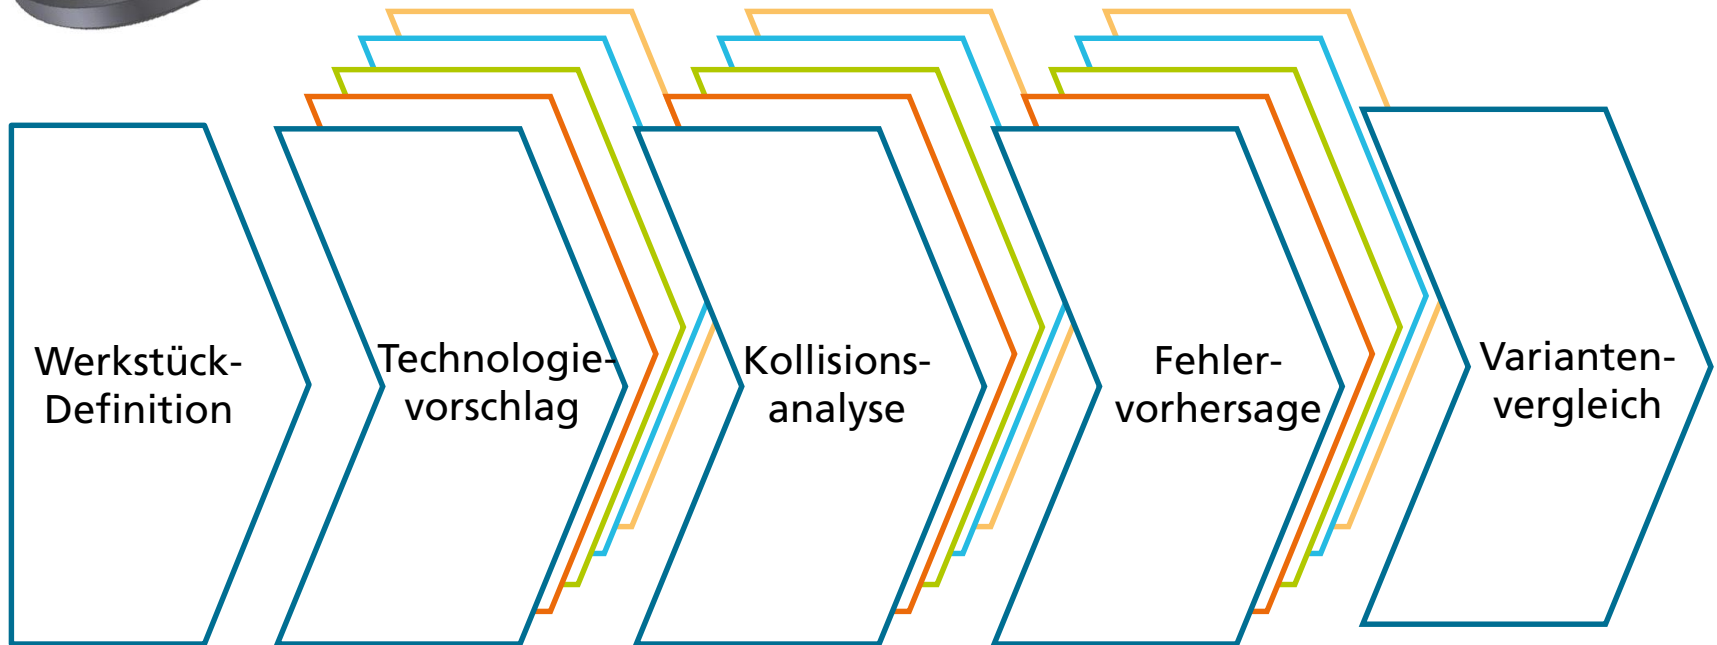 Werkstück-
Definition
Technologie-
vorschlag
Kollisions-
analyse
Fehler-
vorhersage
Varianten-
vergleich